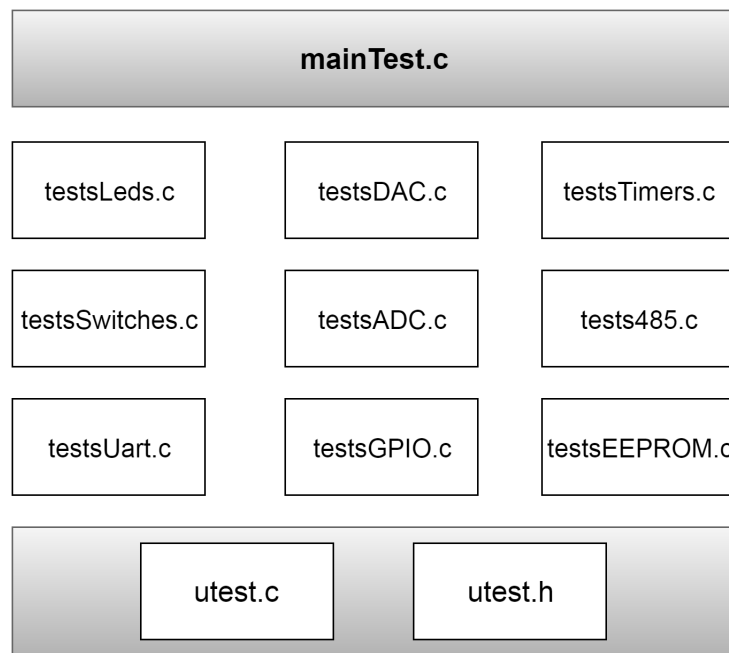 mainTest.c
testsLeds.c
testsDAC.c
testsTimers.c
testsSwitches.c
testsADC.c
tests485.c
testsUart.c
testsGPIO.c
testsEEPROM.c
utest.c
utest.h